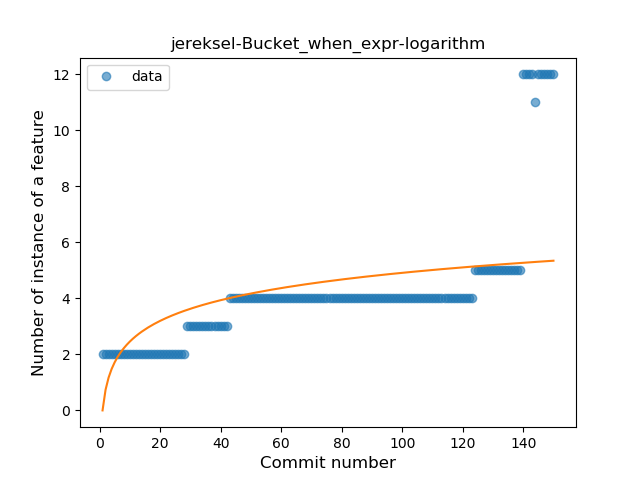 jereksel-Bucket_when_expr-logarithm
data
Number of instance of a feature
12
10
8
6
4
2
0
0 20 40 60 80 100 120 140
Commit number